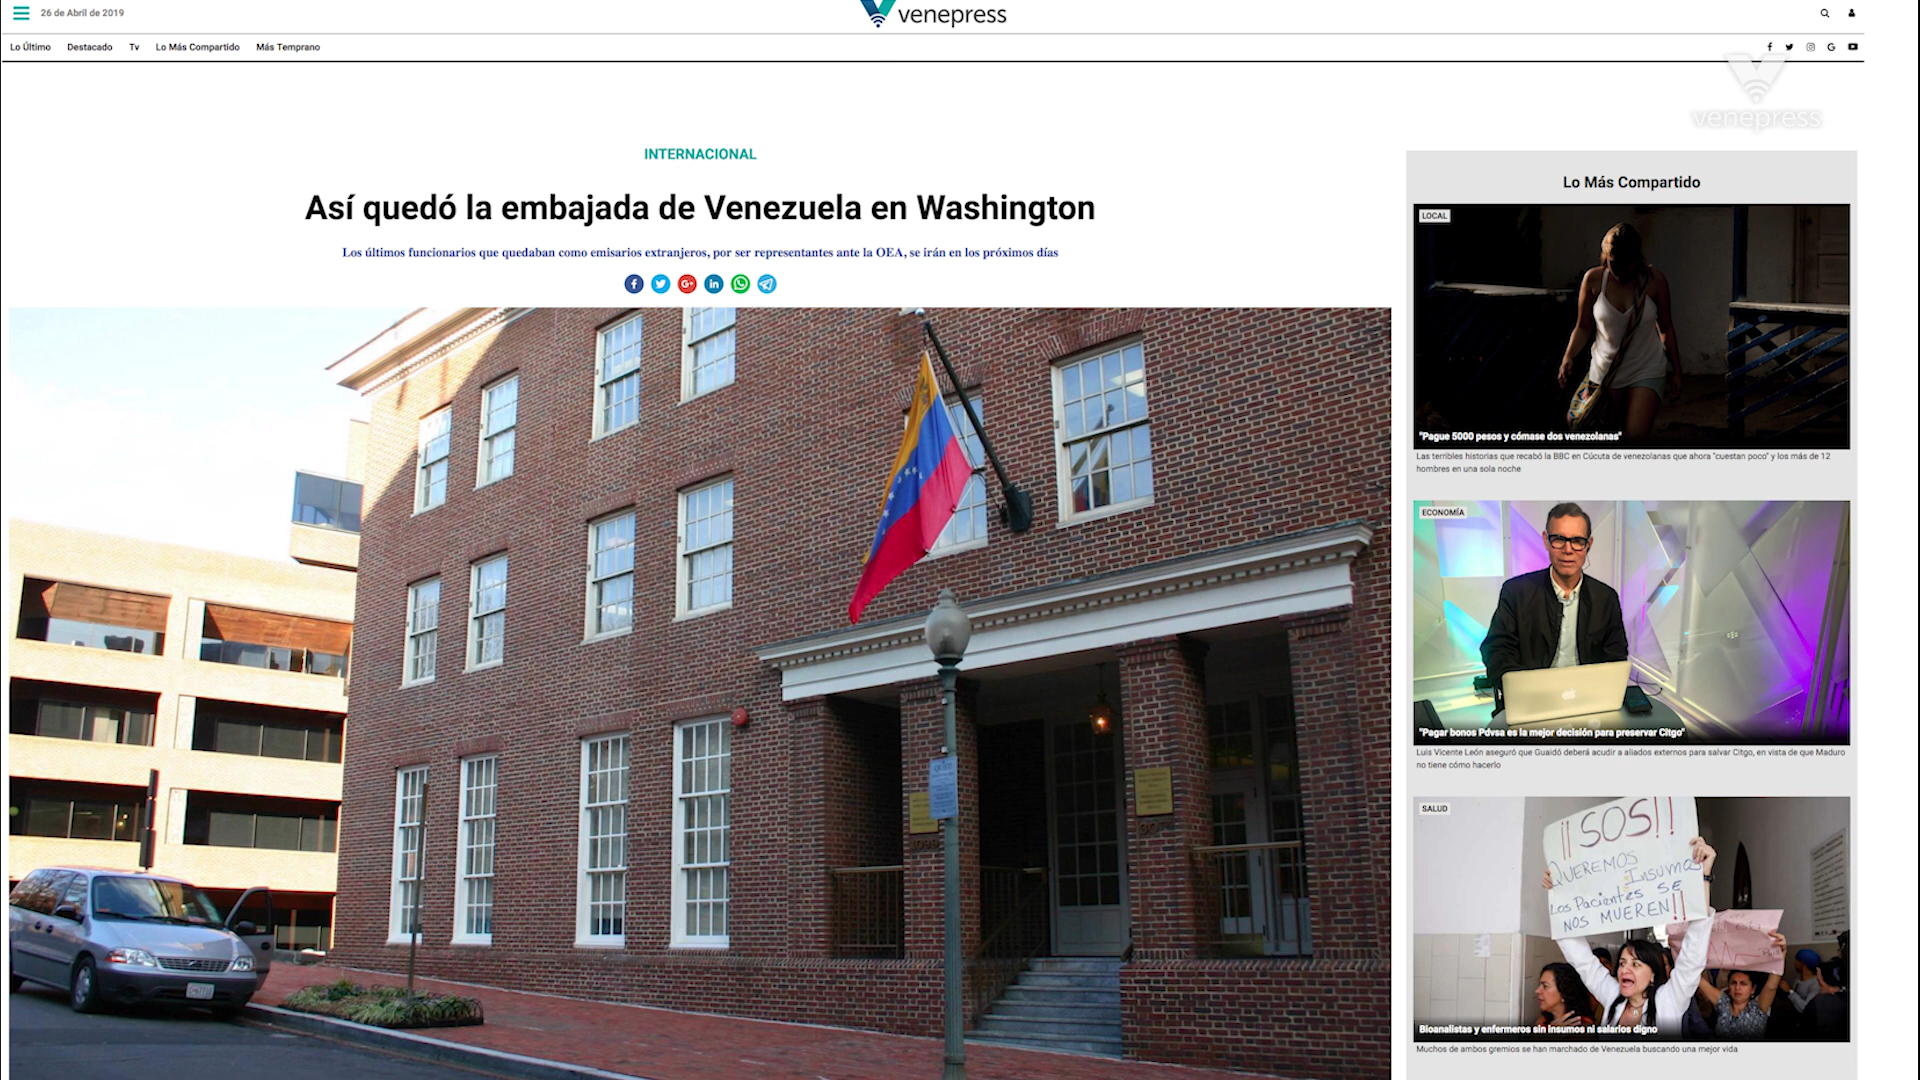 26 de Abril de 2019
venepress
Lo Último
Destacado
Tv
Lo Más Compartido
Más Temprano
venepress
INTERNACIONAL
Así quedó la embajada de Venezuela en Washington
Los últimos funcionarios que quedaban como emisarios extranjeros, por ser representantes ante la OEA, se irán en los próximos días
Lo Más Compartido
LOCAL
"Pague 5000 pesos y cómase dos venezolanas"
Las terribles historias que recabó la BBC en Cúcuta de venezolanas que ahora "cuestan poco" y los más de 12
hombres en una sola noche
ECONOMÍA
"Pagar bonos Pdvsa es la mejor decisión para preservar Citgo"
Luis Vicente León aseguró que Guaidó deberá acudir a aliados externos para salvar Citgo, en vista de que Maduro
no tiene cómo hacerlo
SALUD
¡¡SOS!!
QUEREMOS
Insumos
Los Pacientes SE
NOS MUEREN!!
Bioanalistas y enfermeros sin insumos ni salarios digno
Muchos de ambos gremios se han marchado de Venezuela buscando una mejor vida
1099